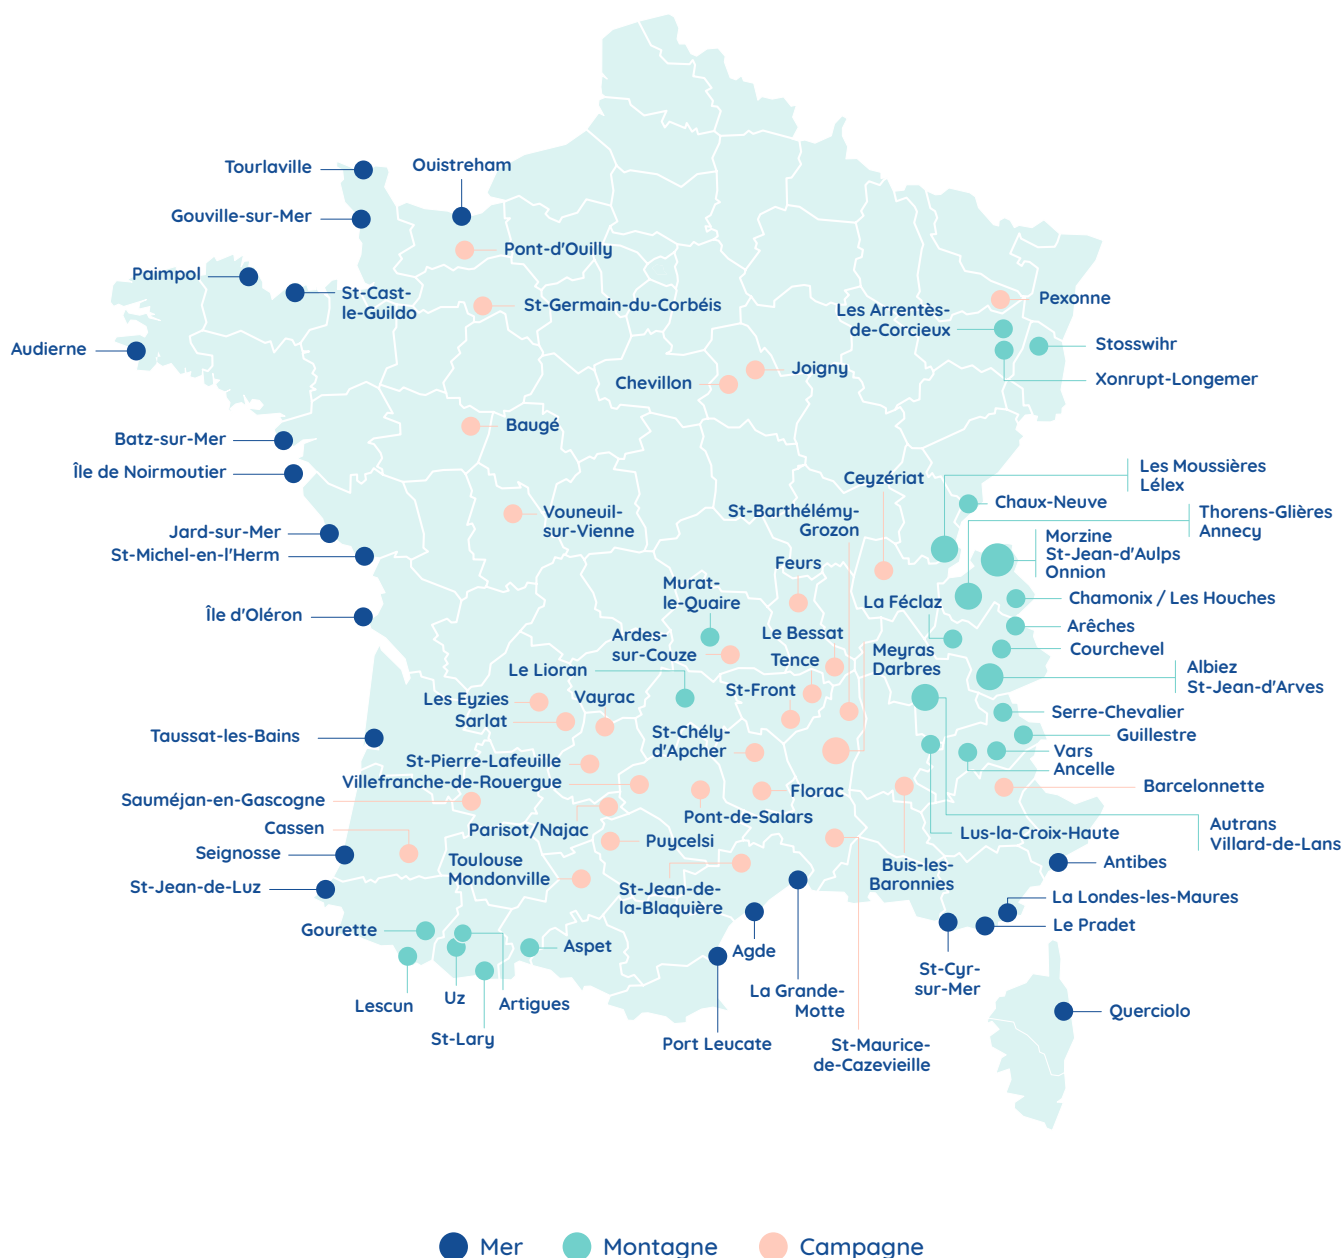 Tourlaville
Ouistreham
Gouville-sur-Mer
Pont-d'Ouilly
Paimpol
St-Cast-
le-Guildo
St-Germain-du-Corbéis
Les Arrentès-
de-Corcieux
Pexonne
Audierne
Stosswihr
Joigny
Chevillon
Xonrupt-Longemer
Baugé
Batz-sur-Mer
Île de Noirmoutier
Ceyzériat
Les Moussières
Lélex
Chaux-Neuve
St-Barthélémy-
Grozon
Vouneuil-
sur-Vienne
Thorens-Glières
Annecy
Jard-sur-Mer
St-Michel-en-l'Herm
Morzine
St-Jean-d'Aulps
Onnion
Feurs
Murat-
le-Quaire
La Féclaz
Chamonix / Les Houches
Île d'Oléron
Arêches
Ardes-
sur-Couze
Le Bessat
Courchevel
Meyras
Darbres
Tence
Le Lioran
Albiez
St-Jean-d'Arves
Les Eyzies
Vayrac
St-Front
Sarlat
Serre-Chevalier
Taussat-les-Bains
St-Chély-
d'Apcher
Guillestre
Vars
Ancelle
St-Pierre-Lafeuille
Villefranche-de-Rouergue
Barcelonnette
Sauméjan-en-Gascogne
Florac
Pont-de-Salars
Cassen
Parisot/Najac
Puycelsi
Lus-la-Croix-Haute
Autrans
Villard-de-Lans
Seignosse
Toulouse
Mondonville
Buis-les-
Baronnies
Antibes
St-Jean-de-Luz
St-Jean-de-
la-Blaquière
La Londes-les-Maures
Gourette
Le Pradet
Aspet
Agde
St-Cyr-
sur-Mer
Lescun
Uz
Artigues
La Grande-
Motte
Querciolo
St-Lary
Port Leucate
St-Maurice-
de-Cazevieille
Mer
Montagne
Campagne